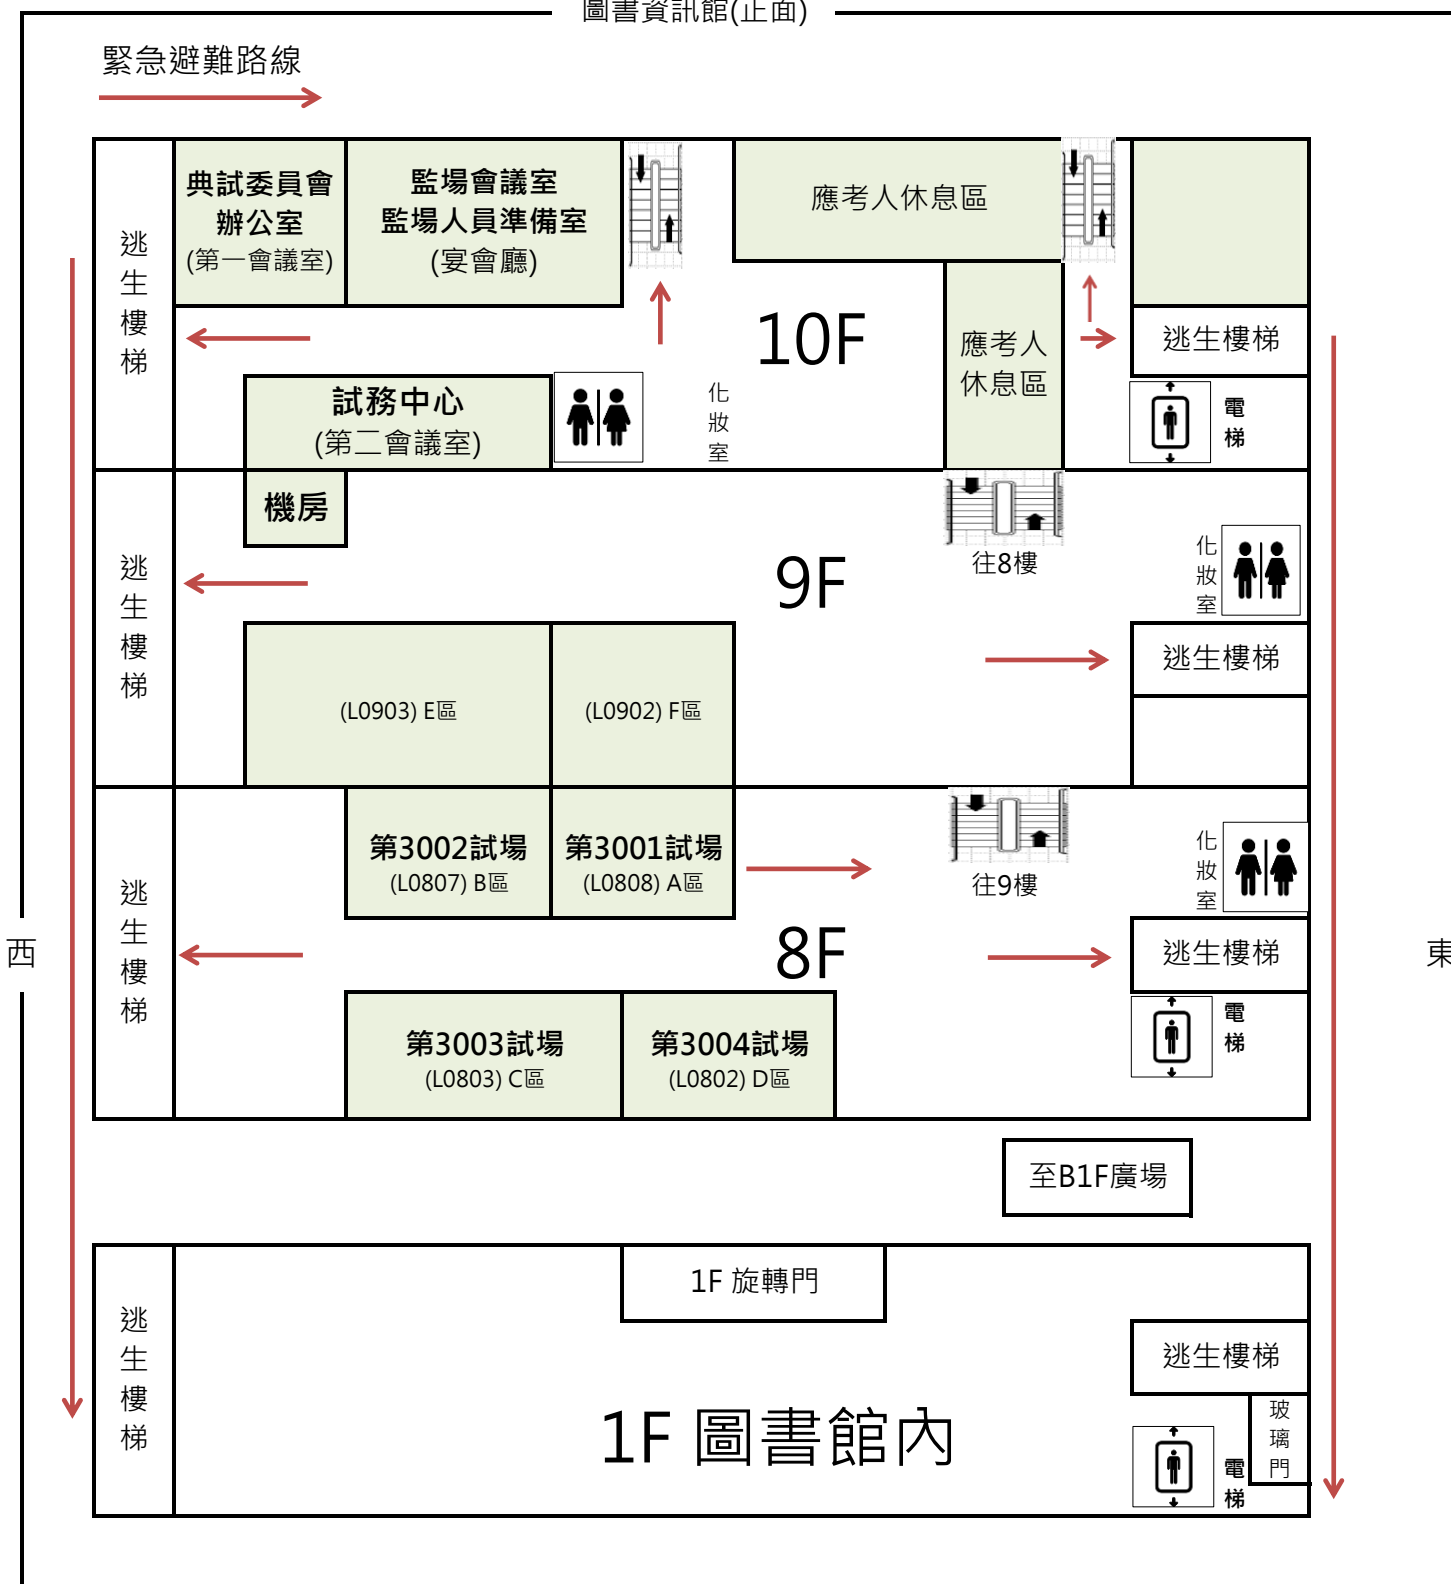 圖書資訊館(正面)
緊急避難路線
逃生樓梯
典試委員會
辦公室
(第一會議室)
監場會議室
監場人員準備室
(宴會廳)
應考人休息區
10F
應考人
休息區
逃生樓梯
試務中心
(第二會議室)
化妝室
電梯
逃生樓梯
機房
9F
往8樓
化妝室
逃生樓梯
(L0903) E區
(L0902) F區
逃生樓梯
第3002試場
(L0807) B區
第3001試場
(L0808) A區
往9樓
化妝室
8F
逃生樓梯
西
東
第3003試場
(L0803) C區
第3004試場
(L0802) D區
電梯
至B1F廣場
逃生樓梯
1F 旋轉門
逃生樓梯
1F 圖書館內
電梯
玻璃門